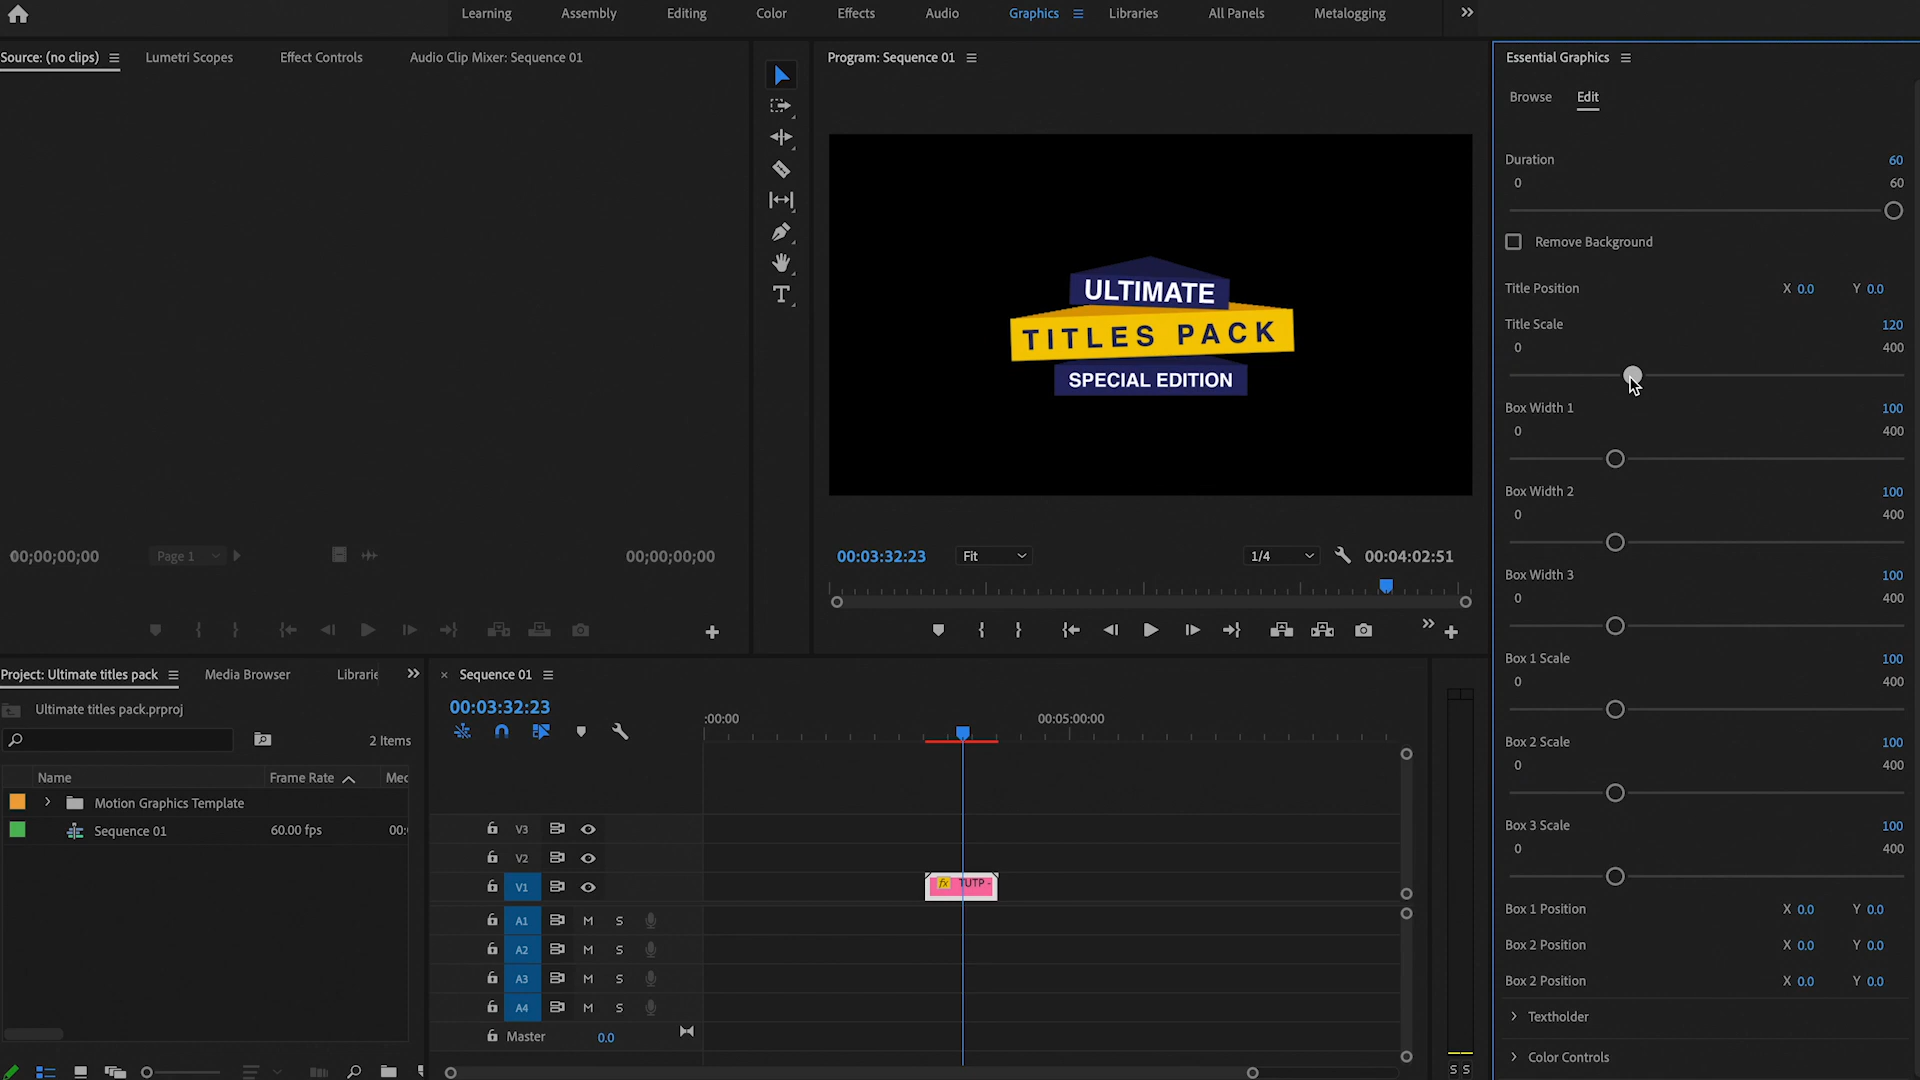 Learning Assembly Editing Color Effects Audio Graphics Libraries All Panels Metalogging
Source: (no clips) Lumetri Scopes Effect Controls Audio Clip Mixer: Sequence 01
Program: Sequence 01
Essential Graphics
Browse Edit
Duration 60
0 60
Remove Background
Title Position X 0.0 Y 0.0
Title Scale 120
0 400
Box Width 1 100
0 400
Box Width 2 100
0 400
Box Width 3 100
0 400
Box 1 Scale 100
0 400
Box 2 Scale 100
0 400
Box 3 Scale 100
0 400
Box 1 Position X 0.0 Y 0.0
Box 2 Position X 0.0 Y 0.0
Box 2 Position X 0.0 Y 0.0
Textholder
Color Controls
ULTIMATE
TITLES PACK
SPECIAL EDITION
00;00;00;00 Page 1 00;00;00;00
00:03:32:23 Fit 1/4 00:04:02:51
Project: Ultimate titles pack Media Browser Librarie
Ultimate titles pack.prproj
2 Items
Name Frame Rate Mec
Motion Graphics Template
Sequence 01 60.00 fps 00:
Sequence 01
00:03:32:23
:00:00 00:05:00:00
V3
V2
V1 fx TUTP -
A1 M S
A2 M S
A3 M S
A4 M S
Master 0.0
S S